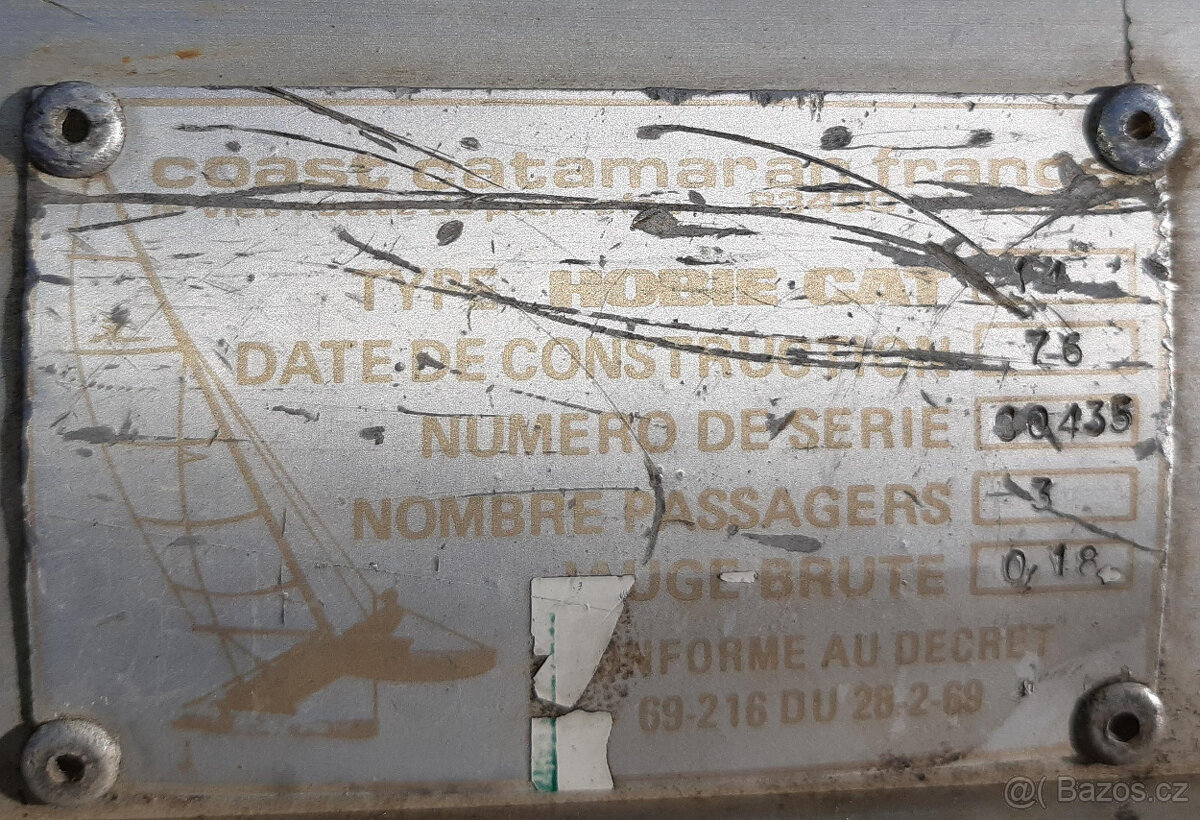 coast catamaran france
TYPE HOBIE CAT 14
DATE DE CONSTRUCTION 76
NUMERO DE SERIE CQ435
NOMBRE PASSAGERS 3
JAUGE BRUTE 0,18
CONFORME AU DECRET
69-216 DU 28-2-69
@( Bazos.cz